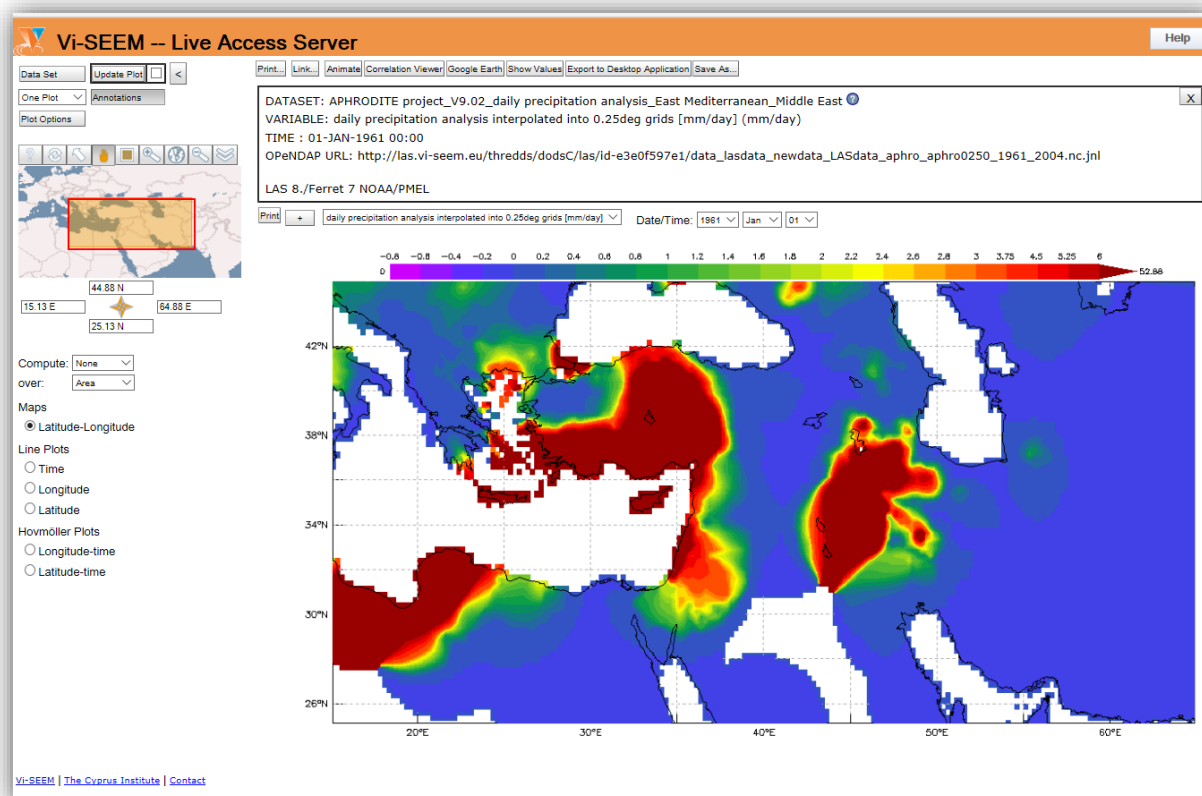 Vi-SEEM -- Live Access Server
Help
Data Set
Update Plot
<
Print...
Link...
Animate
Correlation Viewer
Google Earth
Show Values
Export to Desktop Application
Save As...
One Plot
Annotations
Plot Options
DATASET: APHRODITE project_V9.02_daily precipitation analysis_East Mediterranean_Middle East ?
X
VARIABLE: daily precipitation analysis interpolated into 0.25deg grids [mm/day] (mm/day)
TIME : 01-JAN-1961 00:00
OPeNDAP URL: http://las.vi-seem.eu/thredds/dodsC/las/id-e3e0f597e1/data_lasdata_newdata_LASdata_aphro_aphro0250_1961_2004.nc.jnl
LAS 8./Ferret 7 NOAA/PMEL
Print
+
daily precipitation analysis interpolated into 0.25deg grids [mm/day]
Date/Time: 1961 Jan 01
44.88 N
15.13 E
64.88 E
25.13 N
Compute: None
over: Area
Maps
Latitude-Longitude
Line Plots
Time
Longitude
Latitude
Hovmöller Plots
Longitude-time
Latitude-time
-0.8 -0.6 -0.4 -0.2 0 0.2 0.4 0.6 0.8 1 1.2 1.4 1.6 1.8 2 2.2 2.4 2.6 2.8 3 3.75 4.5 5.25 6
0
52.86
42°N
38°N
34°N
30°N
26°N
20°E 30°E 40°E 50°E 60°E
Vi-SEEM | The Cyprus Institute | Contact